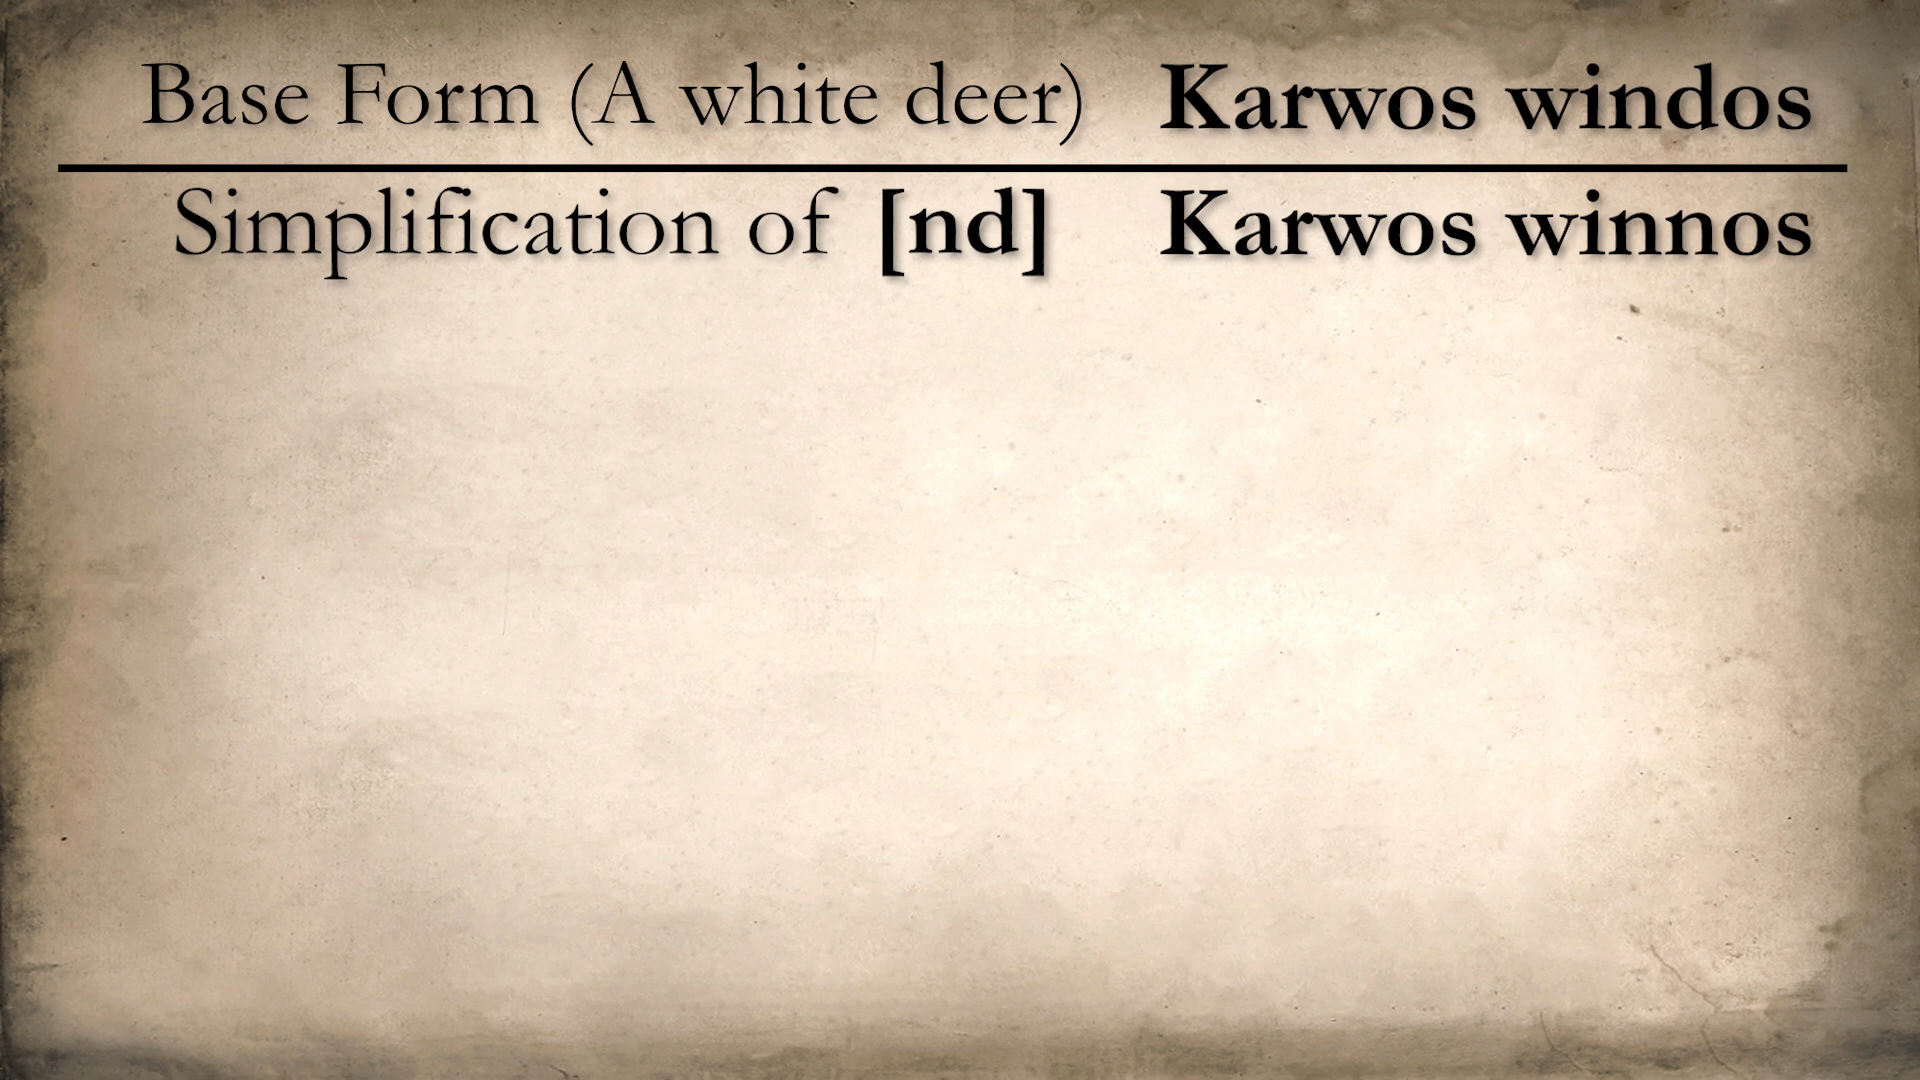 Base Form (A white deer) Karwos windos
Simplification of [nd] Karwos winnos